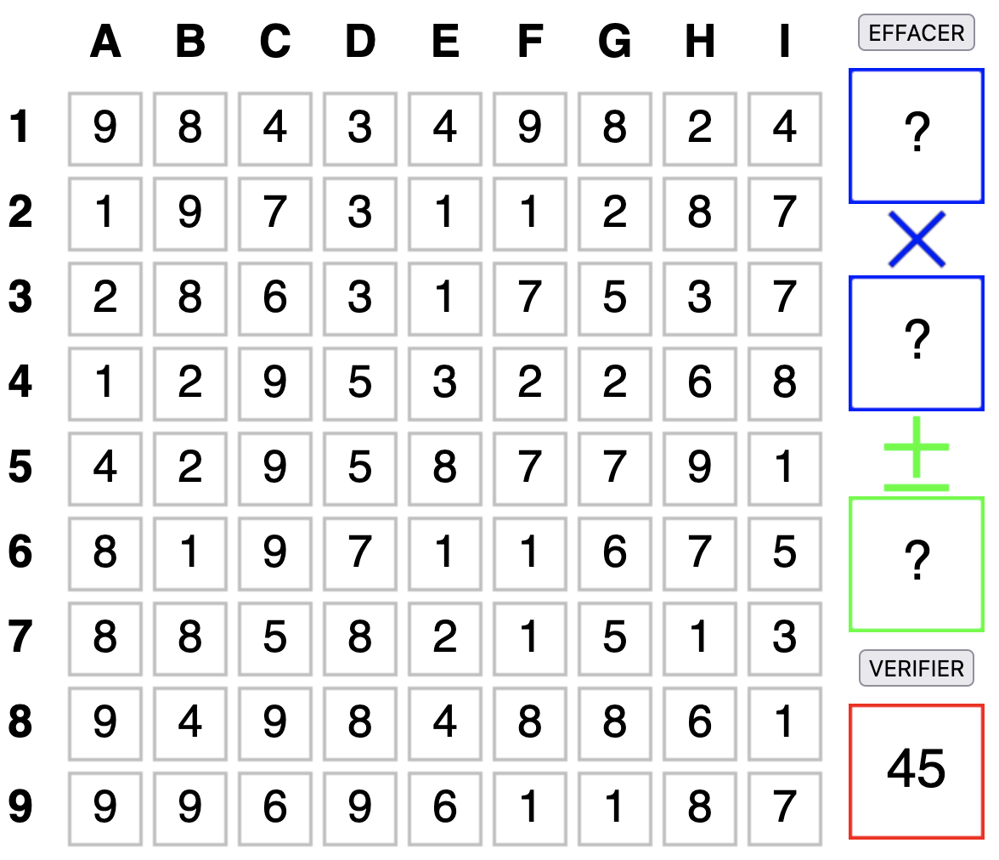 A B C D E F G H I EFFACER
1 9 8 4 3 4 9 8 2 4 ?
2 1 9 7 3 1 1 2 8 7 ×
3 2 8 6 3 1 7 5 3 7
4 1 2 9 5 3 2 2 6 8 ?
5 4 2 9 5 8 7 7 9 1 ±
6 8 1 9 7 1 1 6 7 5 ?
7 8 8 5 8 2 1 5 1 3 VERIFIER
8 9 4 9 8 4 8 8 6 1
9 9 9 6 9 6 1 1 8 7 45